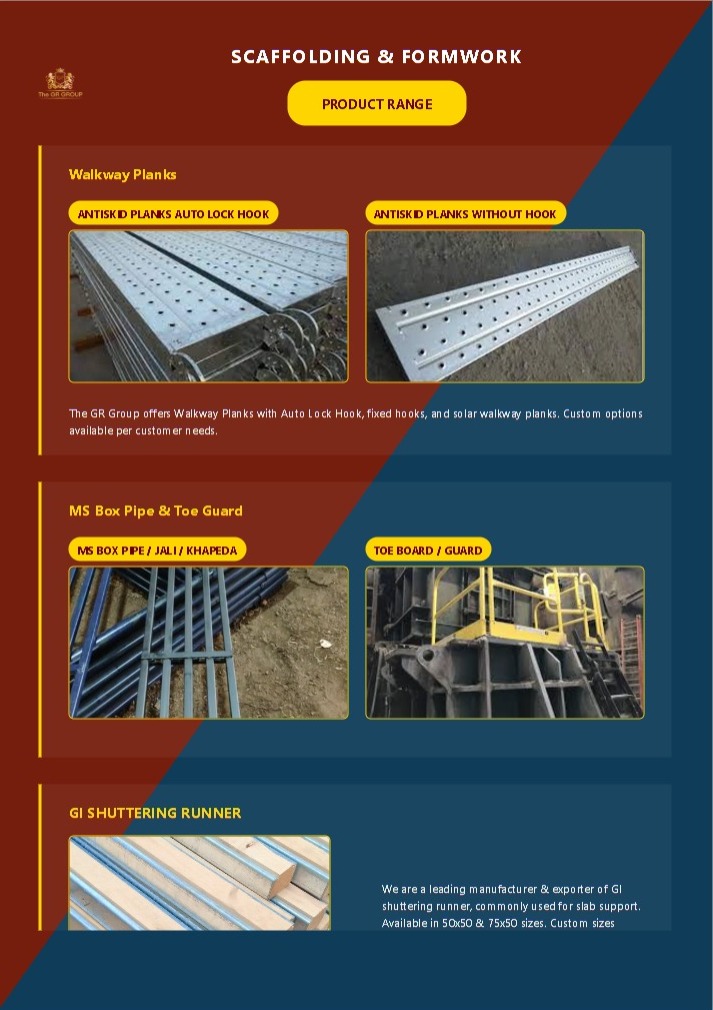 SCAFFOLDING & FORMWORK
The GR GROUP
PRODUCT RANGE
Walkway Planks
ANTISKID PLANKS AUTO LOCK HOOK
ANTISKID PLANKS WITHOUT HOOK
The GR Group offers Walkway Planks with Auto Lock Hook, fixed hooks, and solar walkway planks. Custom options
available per customer needs.
MS Box Pipe & Toe Guard
MS BOX PIPE / JALI / KHAPEDA
TOE BOARD / GUARD
GI SHUTTERING RUNNER
We are a leading manufacturer & exporter of GI
shuttering runner, commonly used for slab support.
Available in 50x50 & 75x50 sizes. Custom sizes